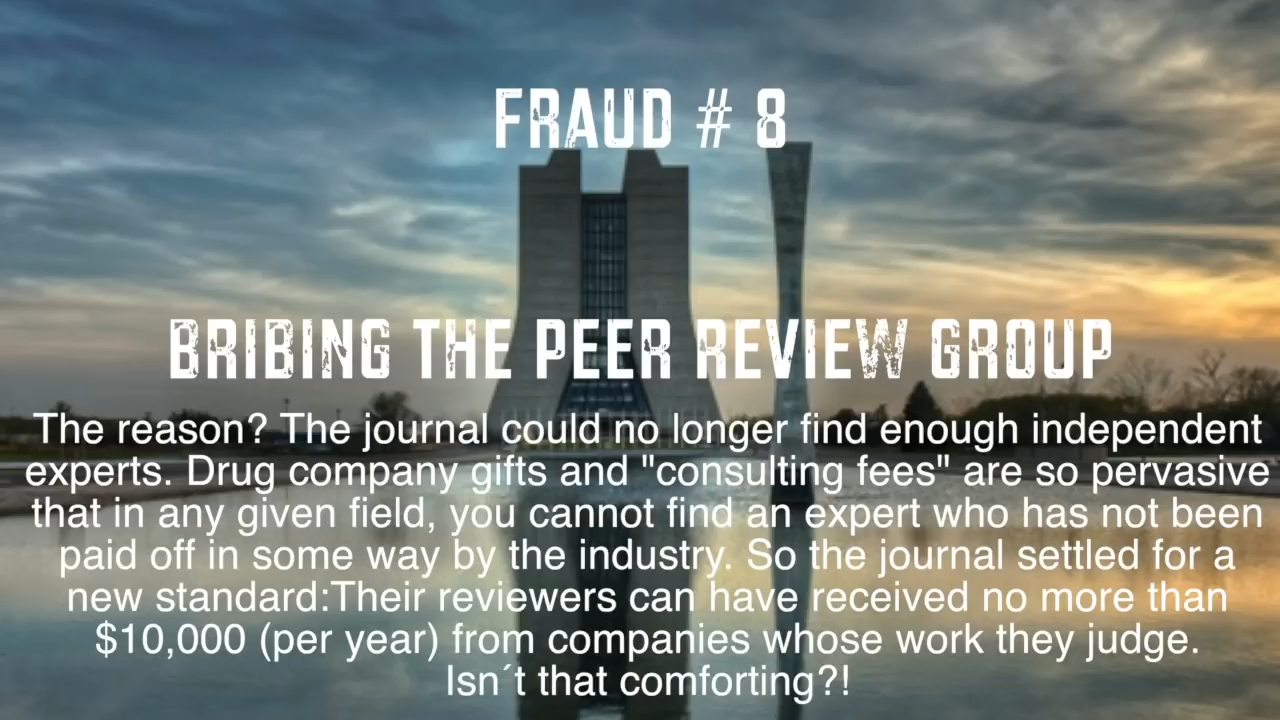 FRAUD # 8
BRIBING THE PEER REVIEW GROUP
The reason? The journal could no longer find enough independent
experts. Drug company gifts and "consulting fees" are so pervasive
that in any given field, you cannot find an expert who has not been
paid off in some way by the industry. So the journal settled for a
new standard:Their reviewers can have received no more than
$10,000 (per year) from companies whose work they judge.
Isn´t that comforting?!